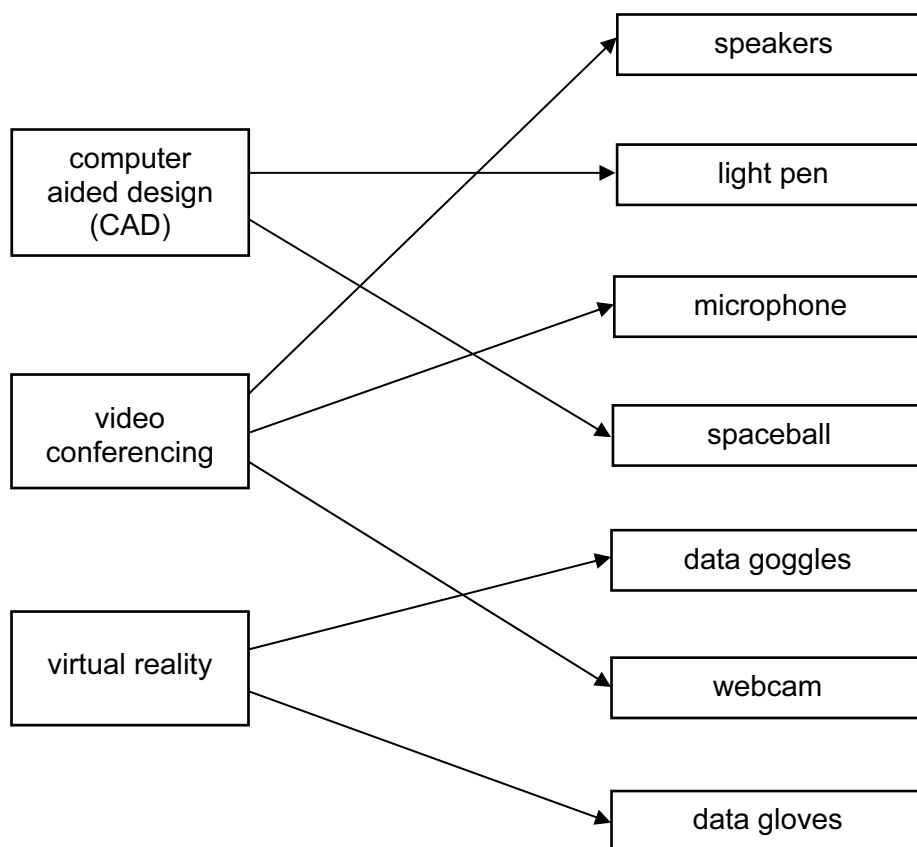 speakers
computer
aided design
(CAD)
light pen
microphone
video
conferencing
spaceball
data goggles
virtual reality
webcam
data gloves